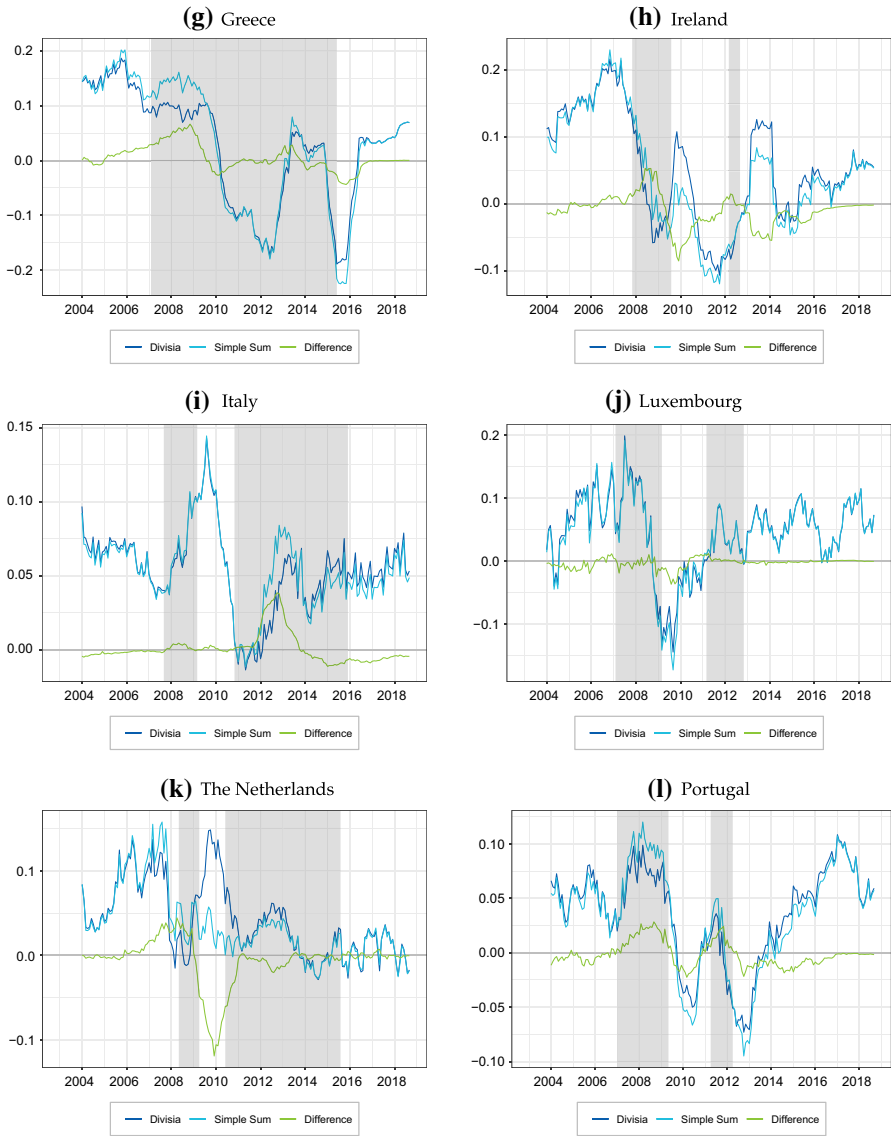 (g) Greece
0.2
0.1
0.0
−0.1
−0.2
2004 2006 2008 2010 2012 2014 2016 2018
Divisia Simple Sum Difference
(h) Ireland
0.2
0.1
0.0
−0.1
2004 2006 2008 2010 2012 2014 2016 2018
Divisia Simple Sum Difference
(i) Italy
0.15
0.10
0.05
0.00
2004 2006 2008 2010 2012 2014 2016 2018
Divisia Simple Sum Difference
(j) Luxembourg
0.2
0.1
0.0
−0.1
2004 2006 2008 2010 2012 2014 2016 2018
Divisia Simple Sum Difference
(k) The Netherlands
0.1
0.0
−0.1
2004 2006 2008 2010 2012 2014 2016 2018
Divisia Simple Sum Difference
(l) Portugal
0.10
0.05
0.00
−0.05
−0.10
2004 2006 2008 2010 2012 2014 2016 2018
Divisia Simple Sum Difference